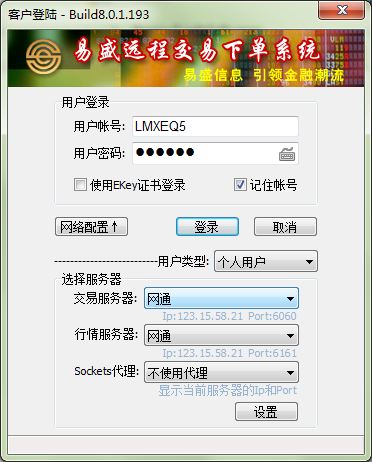 客户登陆 - Build8.0.1.193
易盛远程交易下单系统
易盛信息 引领金融潮流
用户登录
用户帐号: LMXEQ5
用户密码: ●●●●●●
使用EKey证书登录 记住帐号
网络配置↑ 登录 取消
--------------------------用户类型: 个人用户
选择服务器
交易服务器: 网通
Ip:123.15.58.21 Port:6060
行情服务器: 网通
Ip:123.15.58.21 Port:6161
Sockets代理: 不使用代理
显示当前服务器的Ip和Port
设置